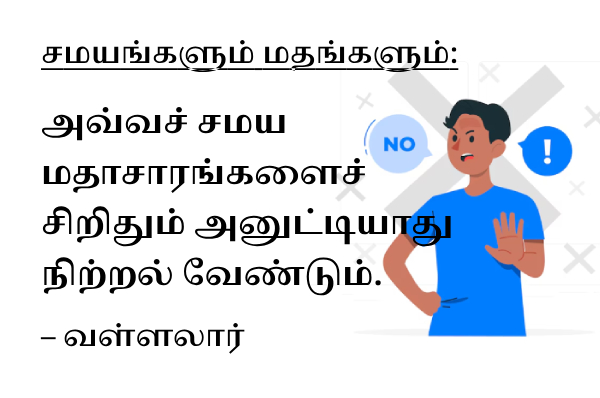 சமயங்களும் மதங்களும்:
அவ்வச் சமய
மதாசாரங்களைச்
சிறிதும் அனுட்டியாது
நிற்றல் வேண்டும்.
– வள்ளலார்
NO
!